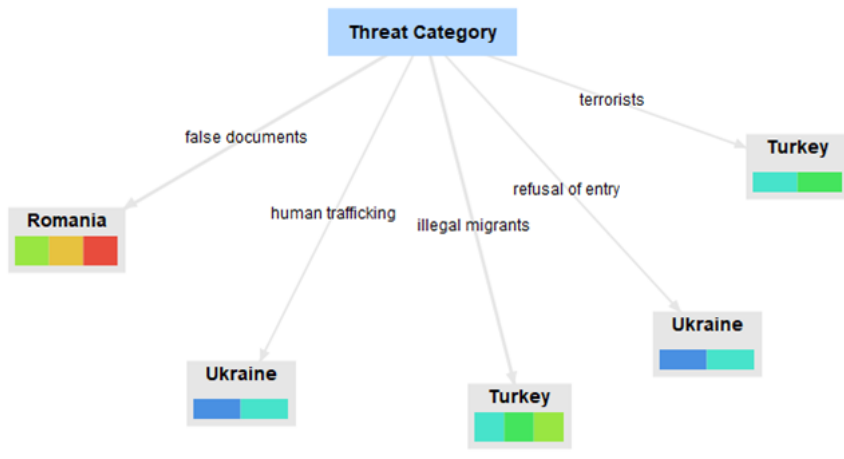 Threat Category
terrorists
false documents
Turkey
refusal of entry
human trafficking
Romania
illegal migrants
Ukraine
Ukraine
Turkey